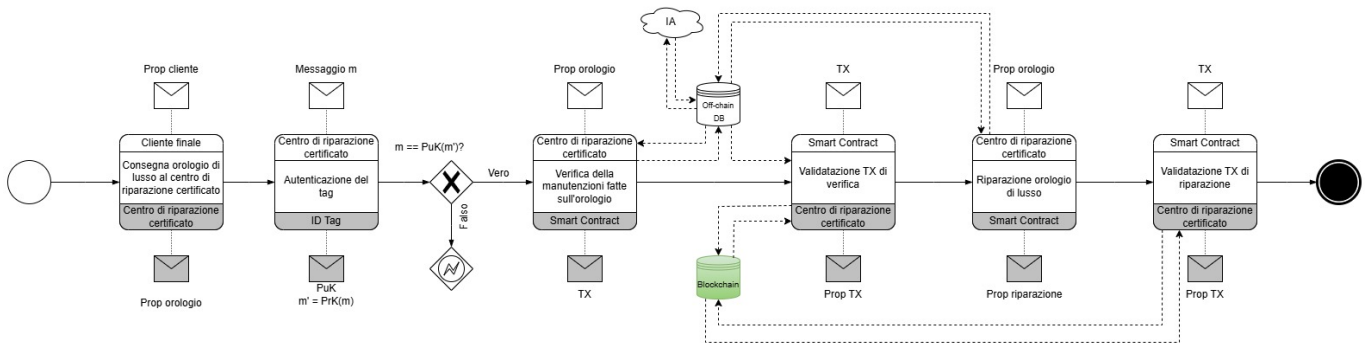 IA
Prop cliente
Messaggio m
Prop orologio
TX
Prop orologio
TX
Off-chain
DB
Cliente finale
Consegna orologio di
lusso al centro di
riparazione certificato
Centro di riparazione
certificato
Centro di riparazione
certificato
Autenticazione del
tag
ID Tag
m == PuK(m')?
Vero
Falso
Centro di riparazione
certificato
Verifica della
manutenzioni fatte
sull'orologio
Smart Contract
Smart Contract
Validatazione TX di
verifica
Centro di riparazione
certificato
Centro di riparazione
certificato
Riparazione orologio
di lusso
Smart Contract
Smart Contract
Validatazione TX di
riparazione
Centro di riparazione
certificato
Blockchain
Prop orologio
PuK
m' = PrK(m)
TX
Prop TX
Prop riparazione
Prop TX